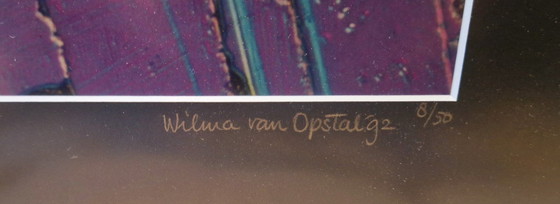 Wilma van Opstal '92 8/50